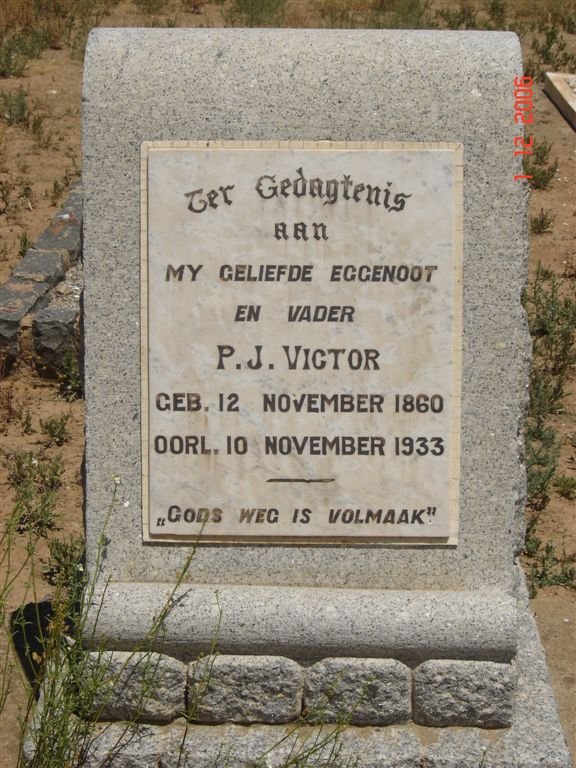 Ter Gedagtenis
aan
MY GELIEFDE EGGENOOT
EN VADER
P.J. VICTOR
GEB. 12 NOVEMBER 1860
OORL. 10 NOVEMBER 1933
„GODS WEG IS VOLMAAK”.
1 12 2006